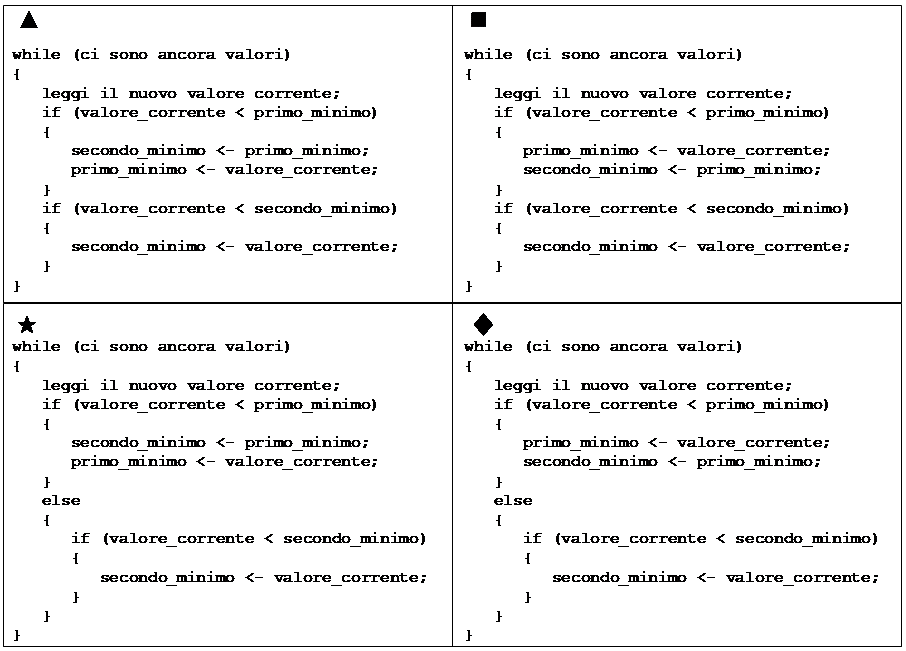 while (ci sono ancora valori)
{
   leggi il nuovo valore corrente;
   if (valore_corrente < primo_minimo)
   {
      secondo_minimo <- primo_minimo;
      primo_minimo <- valore_corrente;
   }
   if (valore_corrente < secondo_minimo)
   {
      secondo_minimo <- valore_corrente;
   }
}
while (ci sono ancora valori)
{
   leggi il nuovo valore corrente;
   if (valore_corrente < primo_minimo)
   {
      primo_minimo <- valore_corrente;
      secondo_minimo <- primo_minimo;
   }
   if (valore_corrente < secondo_minimo)
   {
      secondo_minimo <- valore_corrente;
   }
}
while (ci sono ancora valori)
{
   leggi il nuovo valore corrente;
   if (valore_corrente < primo_minimo)
   {
      secondo_minimo <- primo_minimo;
      primo_minimo <- valore_corrente;
   }
   else
   {
      if (valore_corrente < secondo_minimo)
      {
         secondo_minimo <- valore_corrente;
      }
   }
}
while (ci sono ancora valori)
{
   leggi il nuovo valore corrente;
   if (valore_corrente < primo_minimo)
   {
      primo_minimo <- valore_corrente;
      secondo_minimo <- primo_minimo;
   }
   else
   {
      if (valore_corrente < secondo_minimo)
      {
         secondo_minimo <- valore_corrente;
      }
   }
}